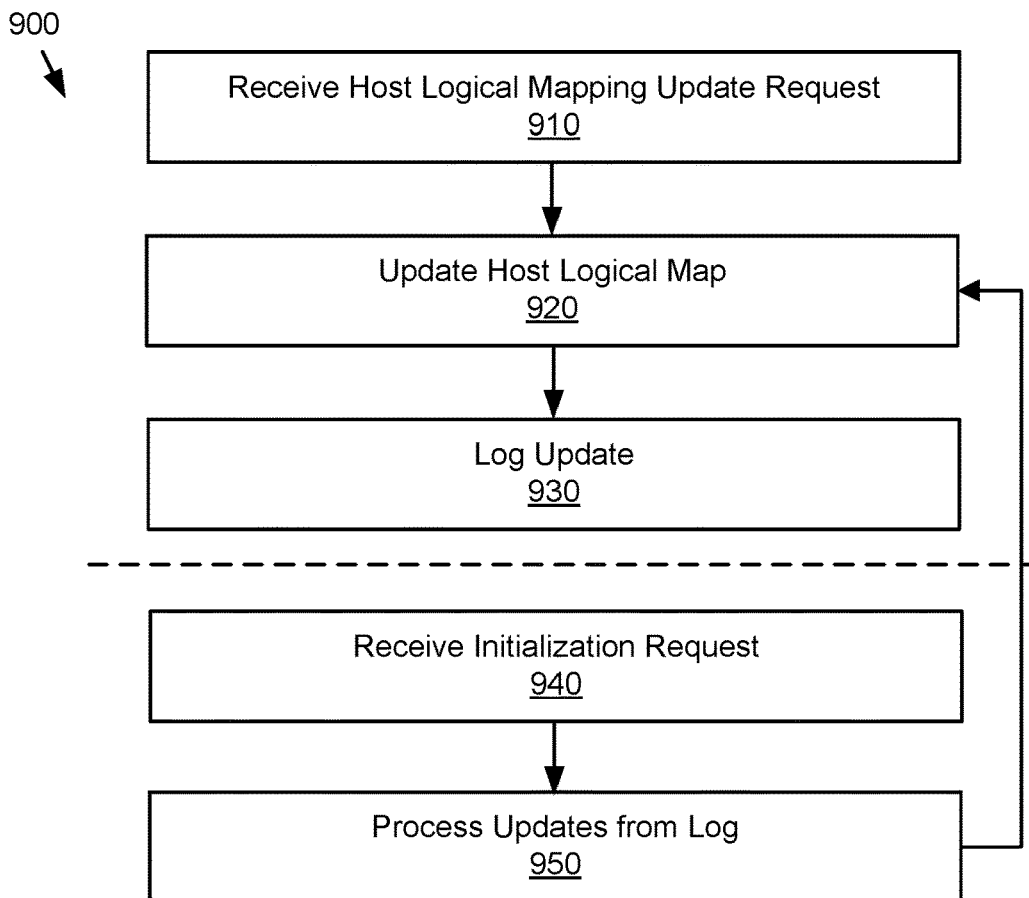 900
Receive Host Logical Mapping Update Request
910
Update Host Logical Map
920
Log Update
930
Receive Initialization Request
940
Process Updates from Log
950